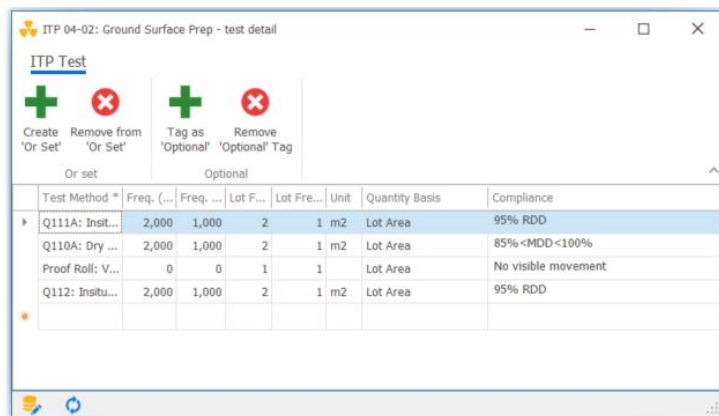 ITP 04-02: Ground Surface Prep - test detail
ITP Test
Create 'Or Set'
Remove from 'Or Set'
Tag as 'Optional'
Remove 'Optional' Tag
Or set
Optional
Test Method * Freq. (... Freq. ... Lot F... Lot Fre... Unit Quantity Basis Compliance
Q111A: Insit... 2,000 1,000 2 1 m2 Lot Area 95% RDD
Q110A: Dry ... 2,000 1,000 2 1 m2 Lot Area 85%<MDD<100%
Proof Roll: V... 0 0 1 1 Lot Area No visible movement
Q112: Insitu... 2,000 1,000 2 1 m2 Lot Area 95% RDD